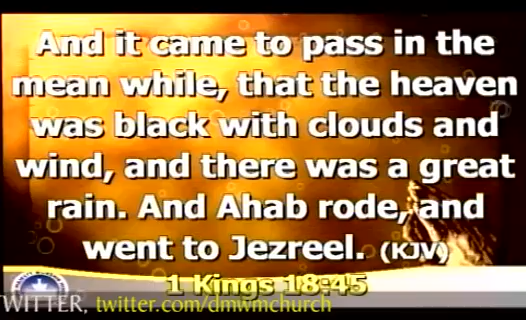 And it came to pass in the
mean while, that the heaven
was black with clouds and
wind, and there was a great
rain. And Ahab rode, and
went to Jezreel. (KJV)
1 Kings 18:45
WITTER, twitter.com/dmwmchurch